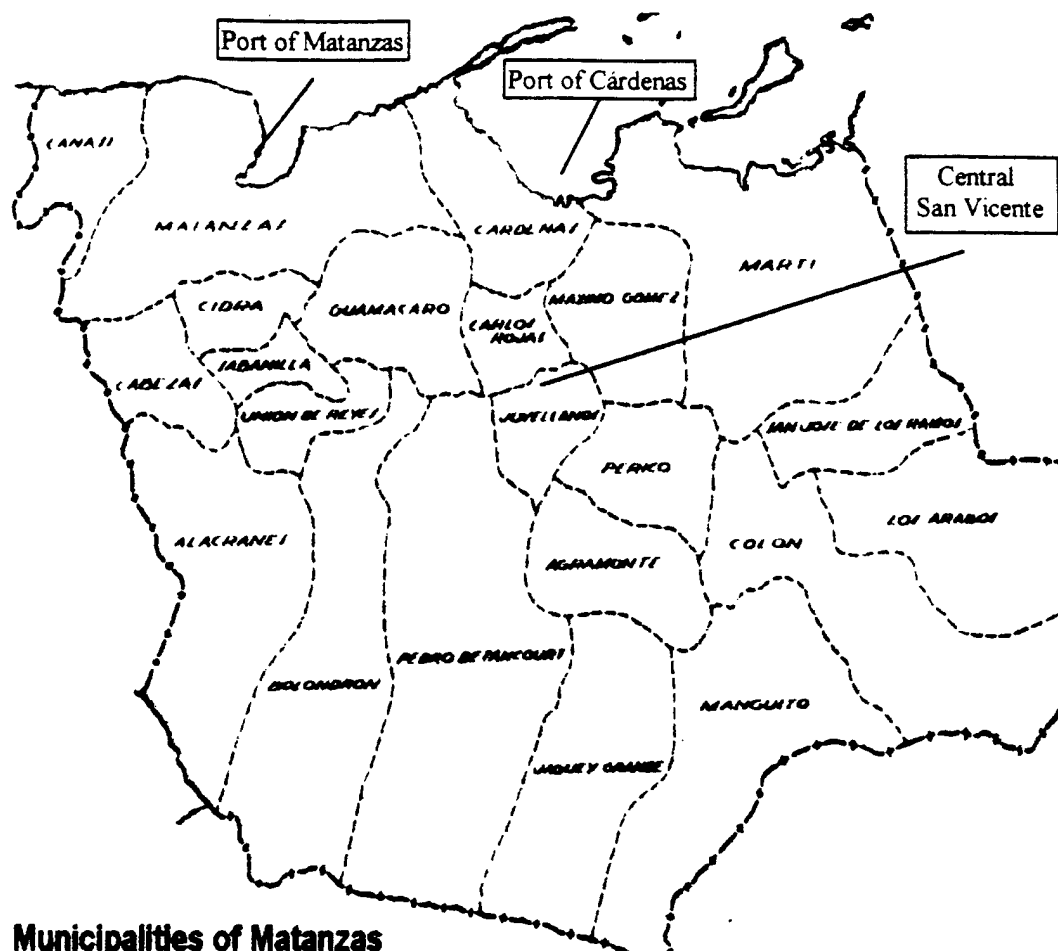 Port of Matanzas
Port of Cárdenas
CANASI
Central
San Vicente
MATANZAS
CARDENAS
MARTI
CIDRA
GUAMACARO
MAXIMO GOMEZ
CARLOS
ROJAS
SABANILLA
CABEZAS
UNION DE REYES
JOVELLANOS
SAN JOSE DE LOS RAMOS
PERICO
LOS ARABOS
ALACRANES
COLON
AGRAMONTE
PEDRO BETANCOURT
BOLONDRON
MANGUITO
JAGUEY GRANDE
Municipalities of Matanzas